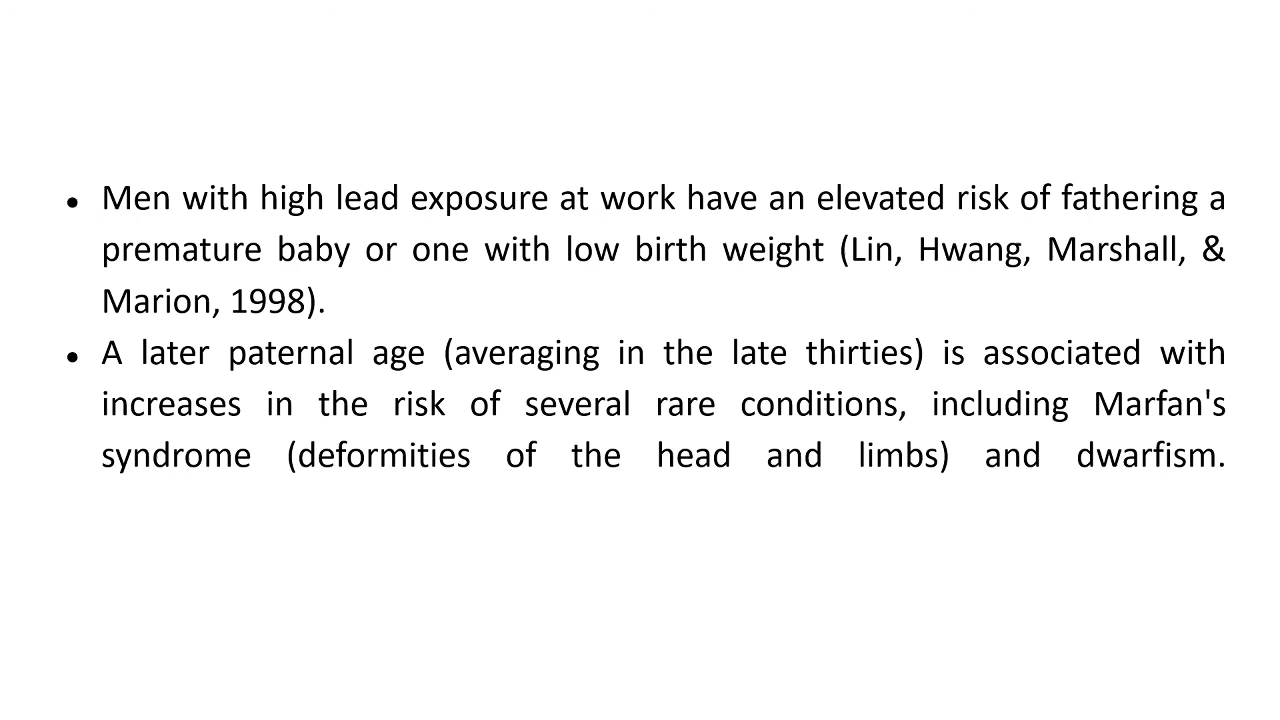 • Men with high lead exposure at work have an elevated risk of fathering a
premature baby or one with low birth weight (Lin, Hwang, Marshall, &
Marion, 1998).
• A later paternal age (averaging in the late thirties) is associated with
increases in the risk of several rare conditions, including Marfan's
syndrome (deformities of the head and limbs) and dwarfism.